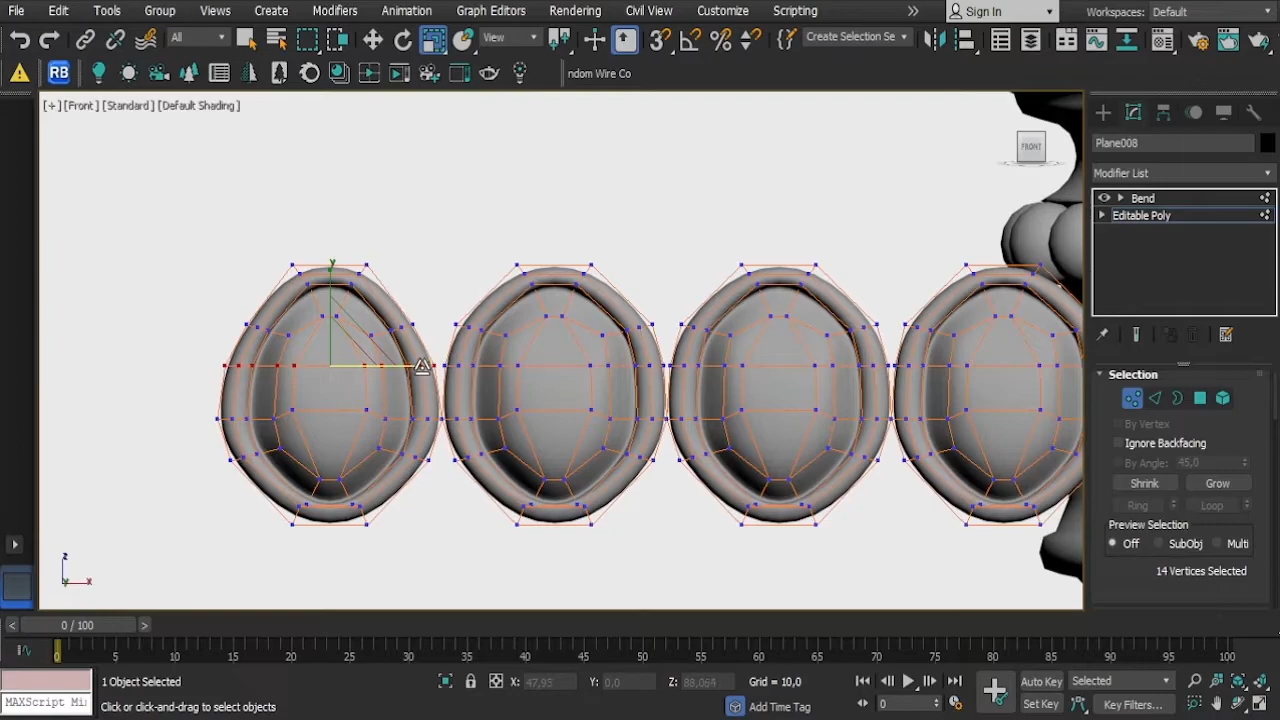 File Edit Tools Group Views Create Modifiers Animation Graph Editors Rendering Civil View Customize Scripting Sign In Workspaces: Default
All View Create Selection Se
RB ndom Wire Co
[+] [Front] [Standard] [Default Shading]
FRONT
Plane008
Modifier List
Bend
Editable Poly
y
Selection
By Vertex
Ignore Backfacing
By Angle: 45,0
Shrink Grow
Ring Loop
Preview Selection
Off SubObj Multi
14 Vertices Selected
z
y x
0 / 100
0 5 10 15 20 25 30 35 40 45 50 55 60 65 70 75 80 85 90 95 100
1 Object Selected X: 47,95 Y: 0,0 Z: 88,064 Grid = 10,0 Auto Key Selected
MAXScript Mi Click or click-and-drag to select objects Add Time Tag 0 Set Key Key Filters...